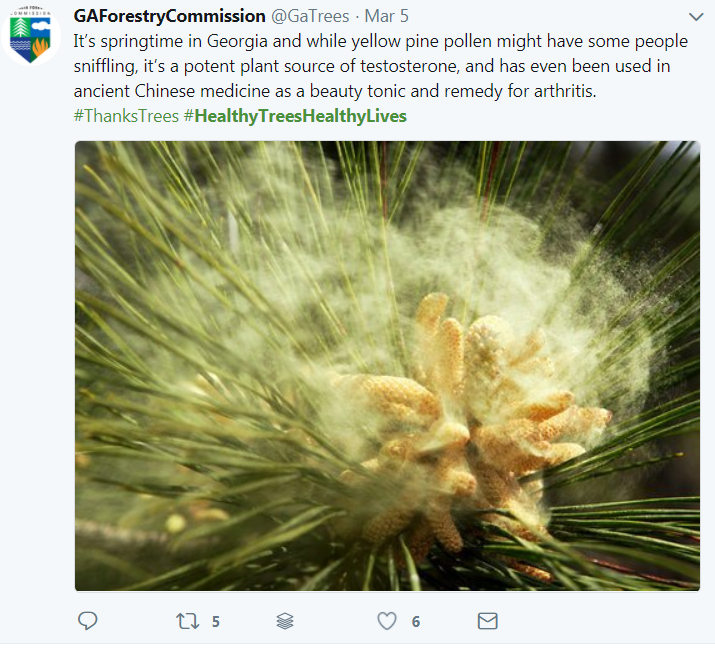 GAForestryCommission @GaTrees · Mar 5
It's springtime in Georgia and while yellow pine pollen might have some people
sniffling, it's a potent plant source of testosterone, and has even been used in
ancient Chinese medicine as a beauty tonic and remedy for arthritis.
#ThanksTrees #HealthyTreesHealthyLives
5 6